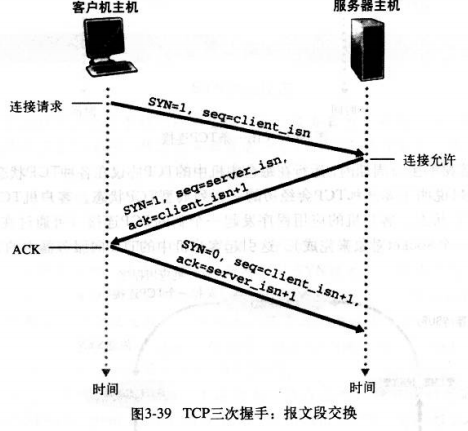 客户机主机
服务器主机
连接请求
SYN=1, seq=client_isn
连接允许
SYN=1, seq=server_isn,
ack=client_isn+1
ACK
SYN=0, seq=client_isn+1,
ack=server_isn+1
时间
时间
图3-39 TCP三次握手：报文段交换